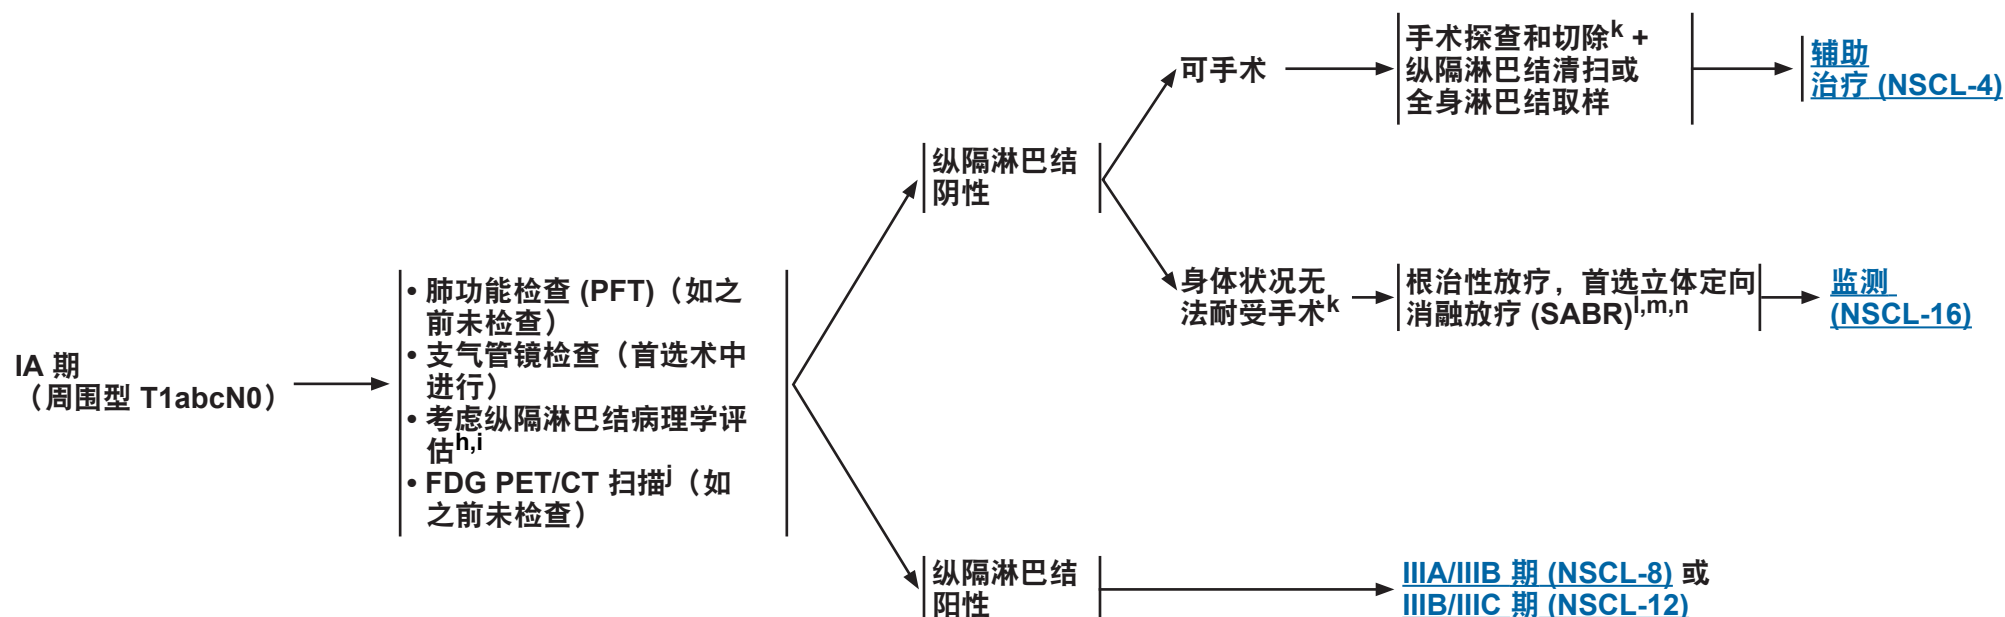 IA 期
（周围型 T1abcN0）
• 肺功能检查 (PFT)（如之
前未检查）
• 支气管镜检查（首选术中
进行）
• 考虑纵隔淋巴结病理学评
估h,i
• FDG PET/CT 扫描j（如
之前未检查）
纵隔淋巴结
阴性
可手术
手术探查和切除k +
纵隔淋巴结清扫或
全身淋巴结取样
辅助
治疗 (NSCL-4)
身体状况无
法耐受手术k
根治性放疗，首选立体定向
消融放疗 (SABR)l,m,n
监测
(NSCL-16)
纵隔淋巴结
阳性
IIIA/IIIB 期 (NSCL-8) 或
IIIB/IIIC 期 (NSCL-12)